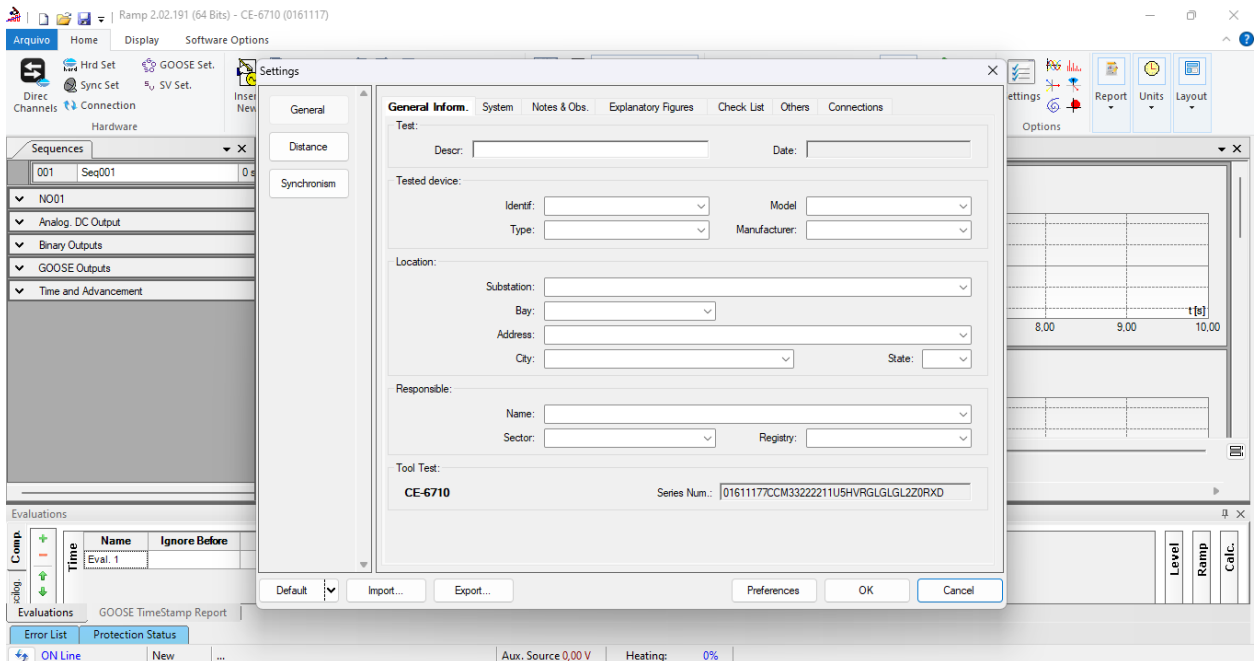 Ramp 2.02.191 (64 Bits) - CE-6710 (0161117)
Arquivo Home Display Software Options
Hrd Set GOOSE Set.
Sync Set SV Set.
Direc Channels Connection
Hardware
Report Units Layout
Options
Sequences
001 Seq001
NO01
Analog. DC Output
Binary Outputs
GOOSE Outputs
Time and Advancement
Settings
General
Distance
Synchronism
General Inform. System Notes & Obs. Explanatory Figures Check List Others Connections
Test:
Descr: Date:
Tested device:
Identif: Model
Type: Manufacturer:
Location:
Substation:
Bay:
Address:
City: State:
Responsible:
Name:
Sector: Registry:
Tool Test:
CE-6710 Series Num.: 01611177CCM33222211U5HVRGLGLGL2Z0RXD
Default Import... Export... Preferences OK Cancel
t [s]
8,00 9,00 10,00
Evaluations
Comp.
Time
Name Ignore Before
Eval. 1
Level
Ramp
Calc.
Evaluations GOOSE TimeStamp Report
Error List Protection Status
ON Line New ... Aux. Source 0,00 V Heating: 0%